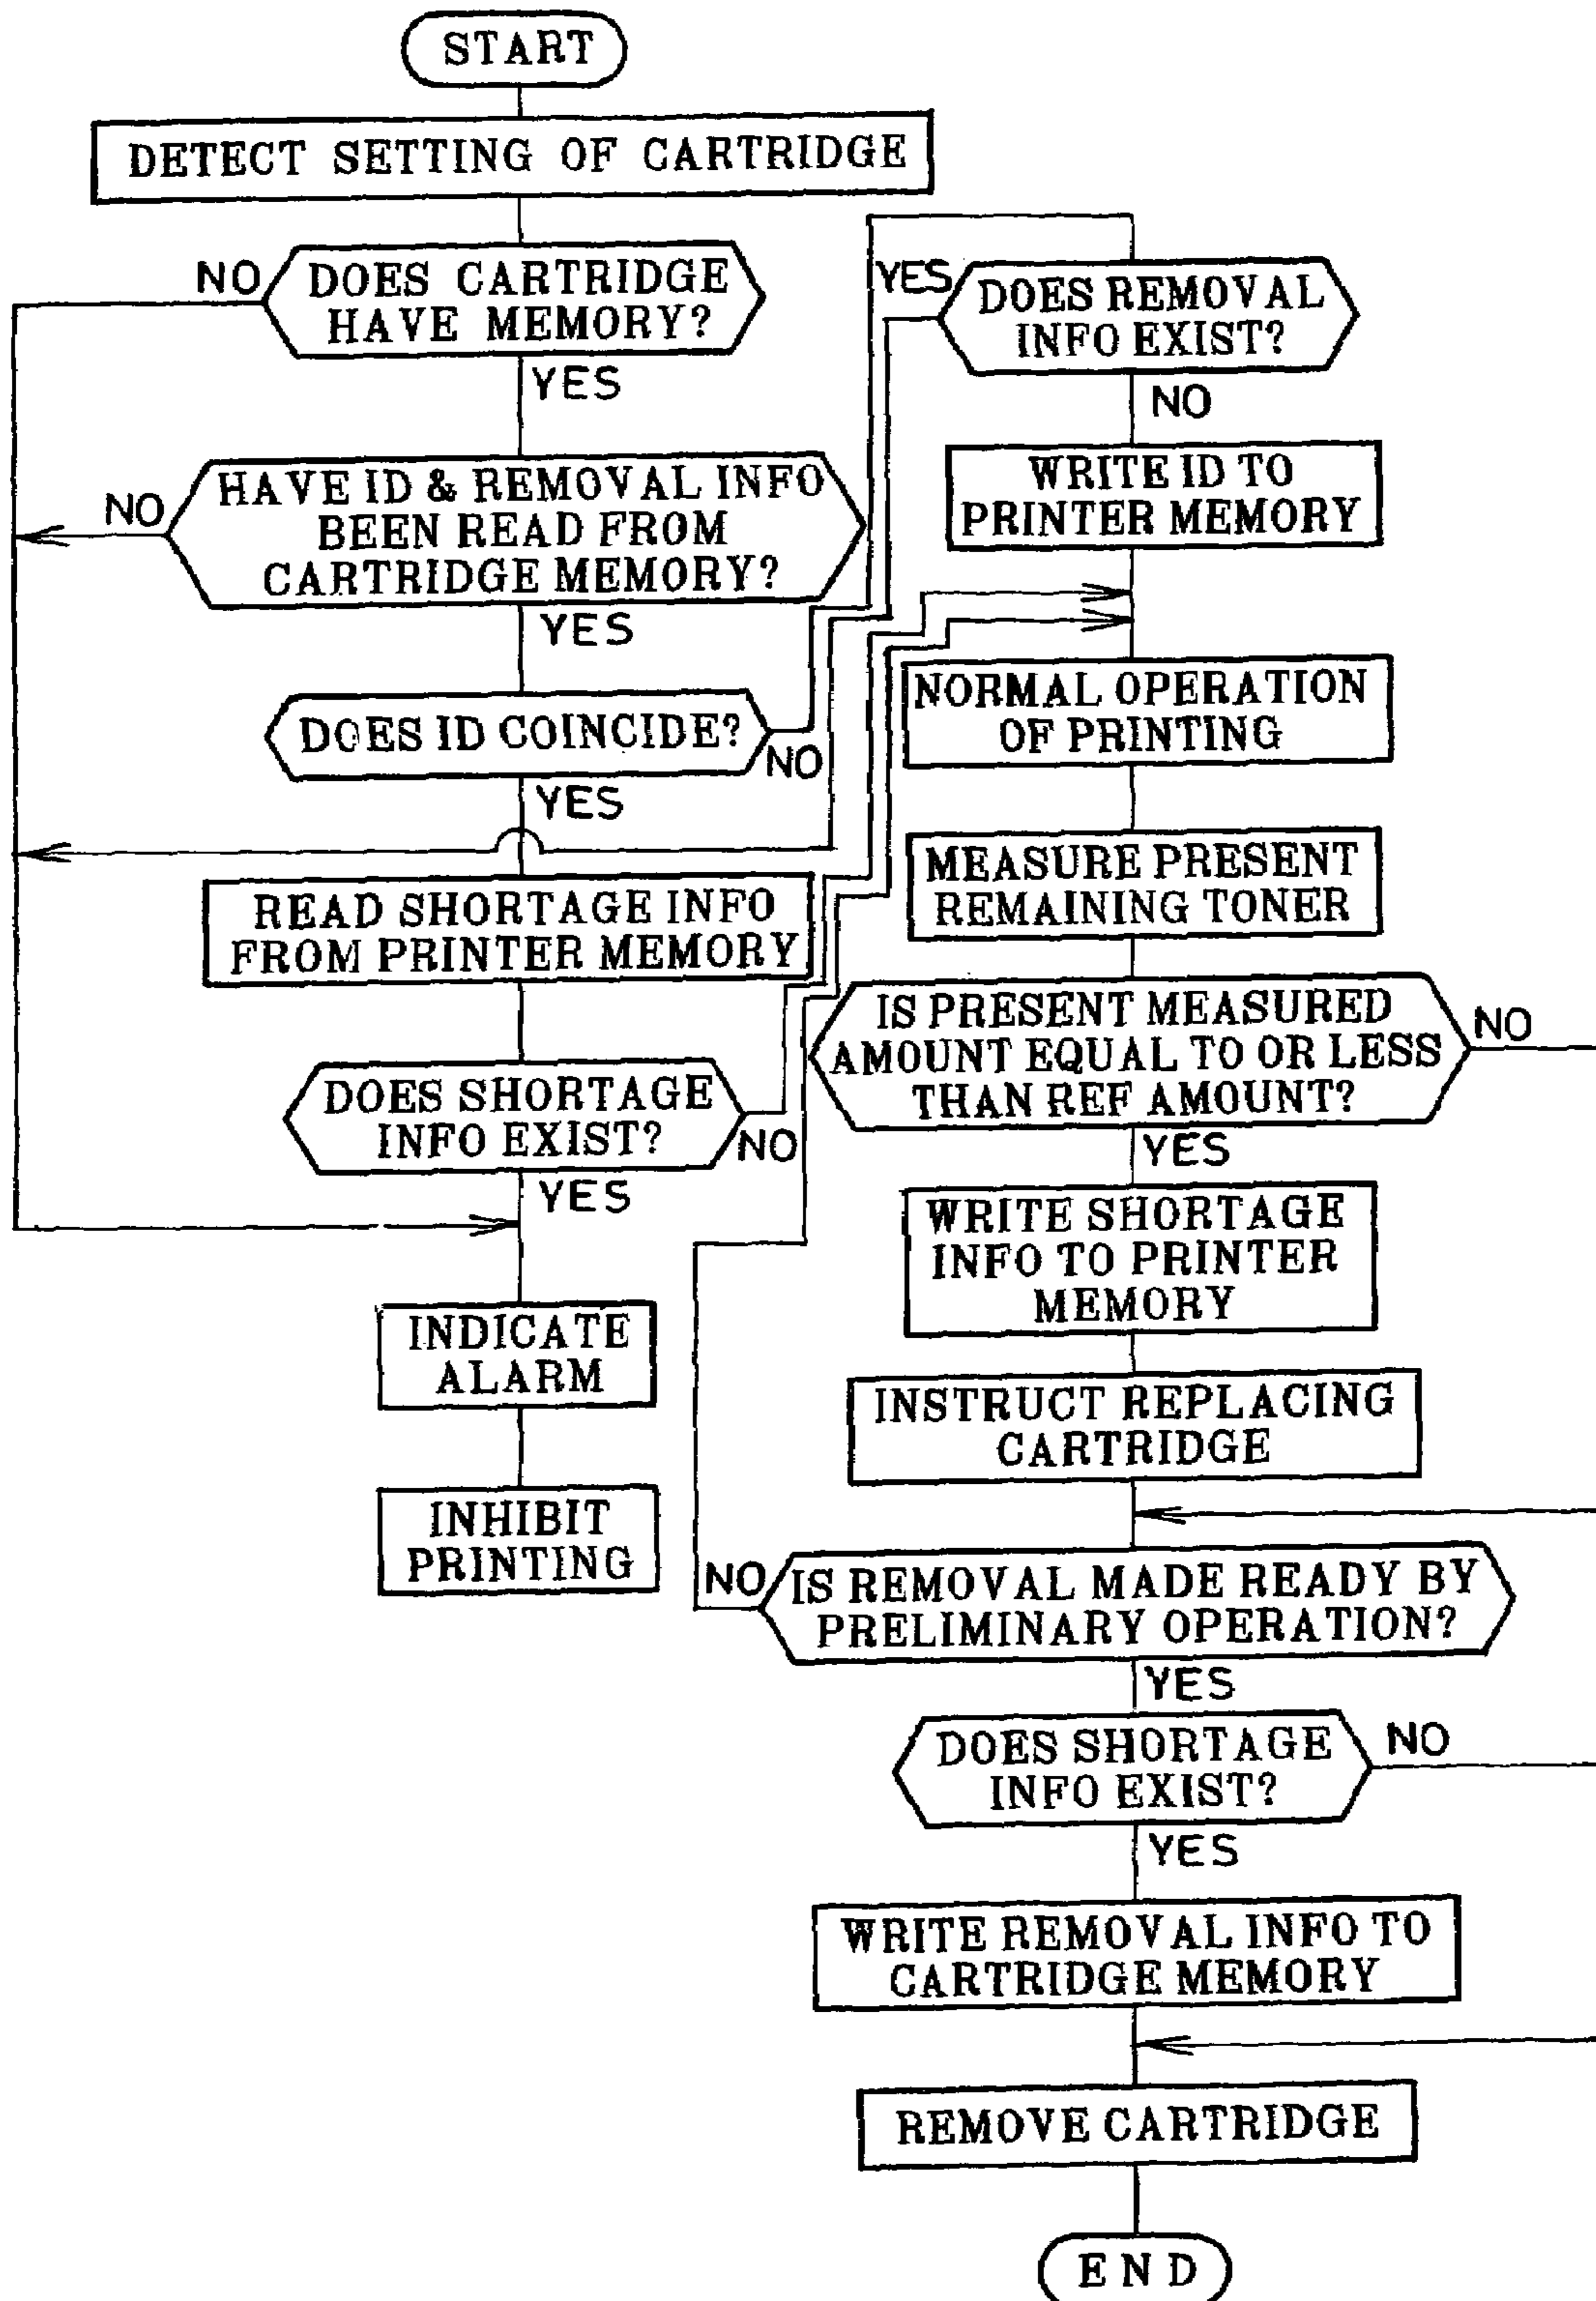 START
DETECT SETTING OF CARTRIDGE
NO
DOES CARTRIDGE
HAVE MEMORY?
YES
NO
HAVE ID & REMOVAL INFO
BEEN READ FROM
CARTRIDGE MEMORY?
YES
DOES ID COINCIDE?
NO
YES
READ SHORTAGE INFO
FROM PRINTER MEMORY
DOES SHORTAGE
INFO EXIST?
NO
YES
INDICATE
ALARM
INHIBIT
PRINTING
YES
DOES REMOVAL
INFO EXIST?
NO
WRITE ID TO
PRINTER MEMORY
NORMAL OPERATION
OF PRINTING
MEASURE PRESENT
REMAINING TONER
IS PRESENT MEASURED
AMOUNT EQUAL TO OR LESS
THAN REF AMOUNT?
NO
YES
WRITE SHORTAGE
INFO TO PRINTER
MEMORY
INSTRUCT REPLACING
CARTRIDGE
NO
IS REMOVAL MADE READY BY
PRELIMINARY OPERATION?
YES
DOES SHORTAGE
INFO EXIST?
NO
YES
WRITE REMOVAL INFO TO
CARTRIDGE MEMORY
REMOVE CARTRIDGE
END